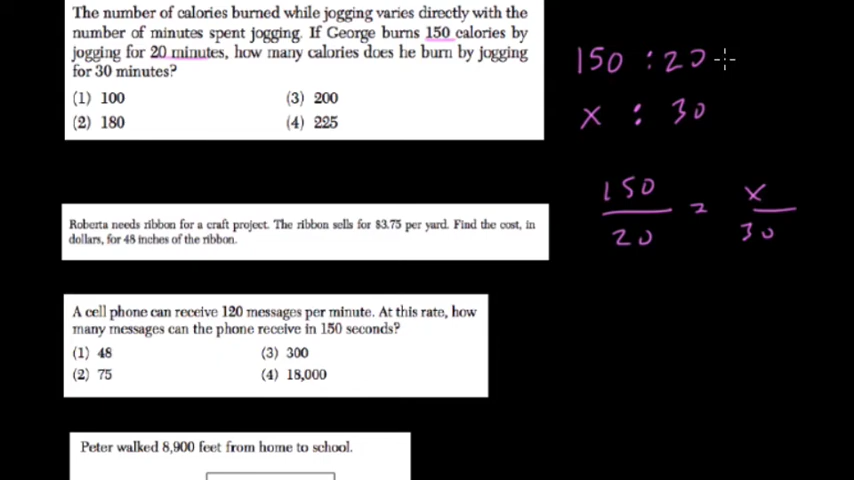 The number of calories burned while jogging varies directly with the
number of minutes spent jogging. If George burns 150 calories by
jogging for 20 minutes, how many calories does he burn by jogging
for 30 minutes?
(1) 100 (3) 200
(2) 180 (4) 225
150 : 20
x : 30
150 = x
20 30
Roberta needs ribbon for a craft project. The ribbon sells for $3.75 per yard. Find the cost, in
dollars, for 48 inches of the ribbon.
A cell phone can receive 120 messages per minute. At this rate, how
many messages can the phone receive in 150 seconds?
(1) 48 (3) 300
(2) 75 (4) 18,000
Peter walked 8,900 feet from home to school.